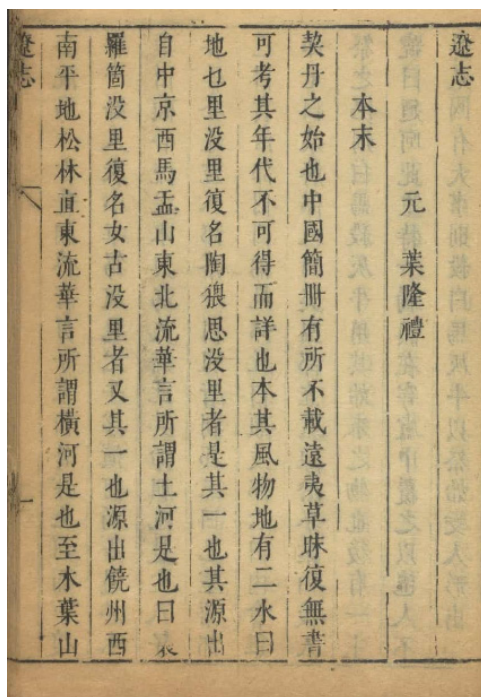 遼志
元 葉隆禮
本末
契丹之始也中國簡冊有所不載遠夷草昧復無書
可考其年代不可得而詳也本其風物地有二水曰
地乜里没里復名陶猥思没里者是其一也其源出
自中京西馬盂山東北流華言所謂土河是也曰裊
羅箇没里復名女古没里者又其一也源出饒州西
南平地松林直東流華言所謂橫河是也至木葉山
遼志
一